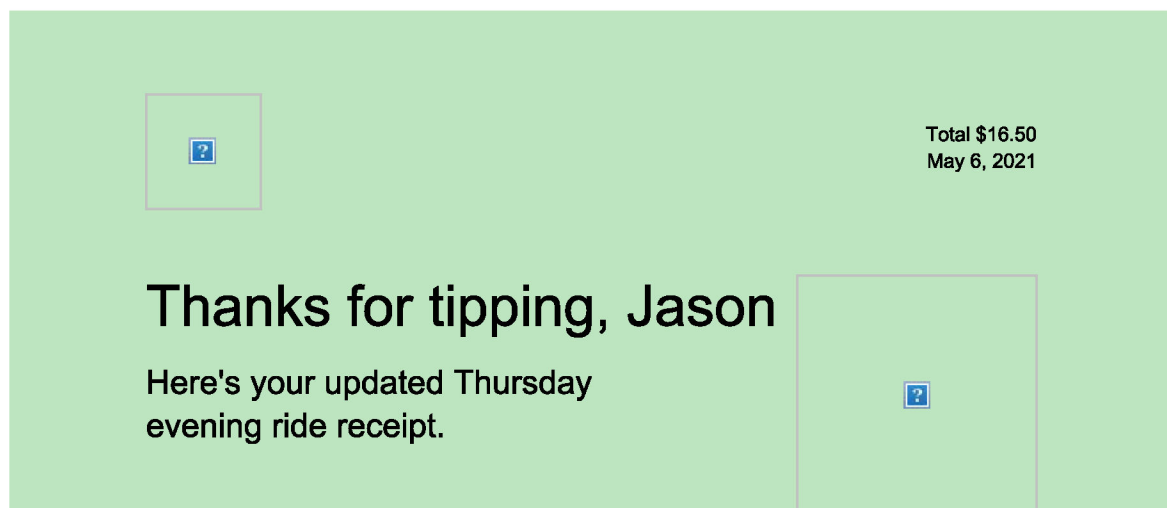 Total $16.50
May 6, 2021
Thanks for tipping, Jason
Here's your updated Thursday
evening ride receipt.